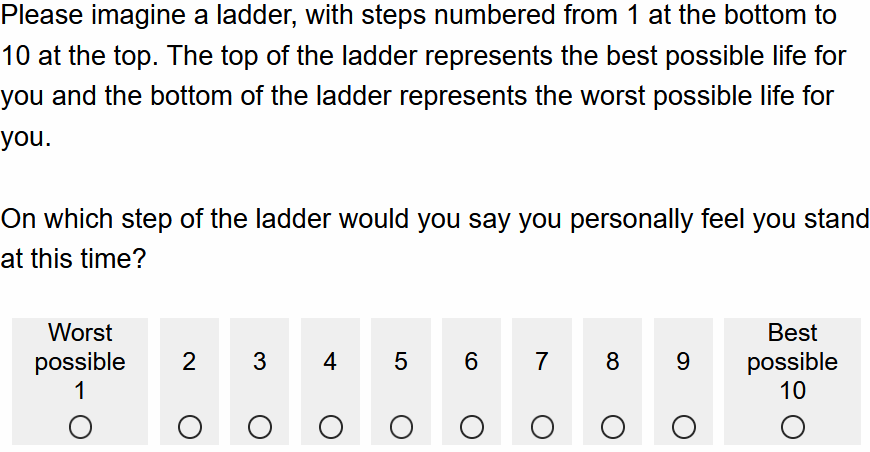 Please imagine a ladder, with steps numbered from 1 at the bottom to
10 at the top. The top of the ladder represents the best possible life for
you and the bottom of the ladder represents the worst possible life for
you.
On which step of the ladder would you say you personally feel you stand
at this time?
Worst
possible
1
2
3
4
5
6
7
8
9
Best
possible
10